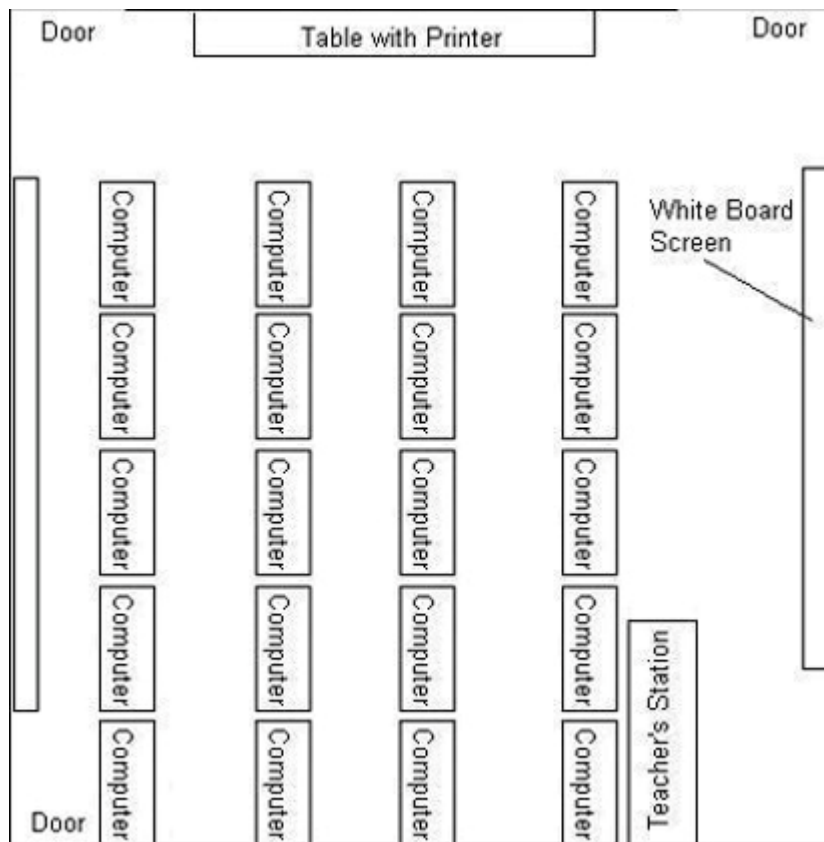 Door
Table with Printer
Door
Computer
Computer
Computer
Computer
White Board
Screen
Computer
Computer
Computer
Computer
Computer
Computer
Computer
Computer
Computer
Computer
Computer
Computer
Teacher's Station
Computer
Computer
Computer
Computer
Door